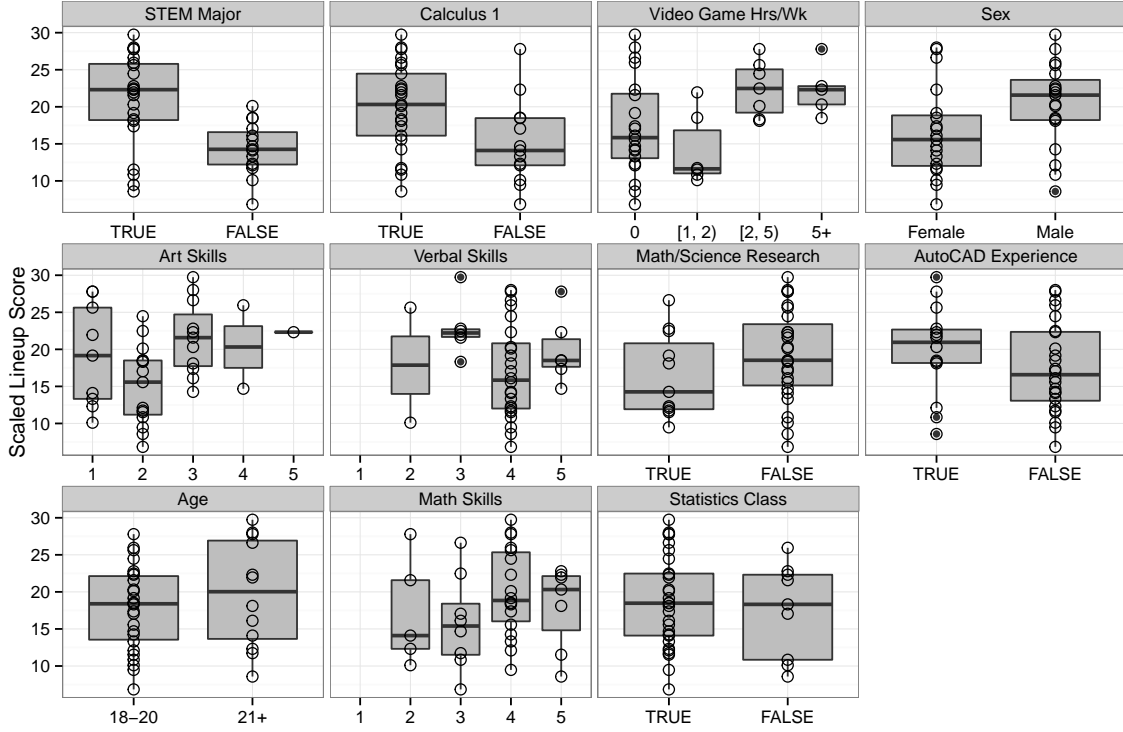 STEM Major Calculus 1 Video Game Hrs/Wk Sex
30
25
20
15
10
TRUE FALSE TRUE FALSE 0 [1, 2) [2, 5) 5+ Female Male
Art Skills Verbal Skills Math/Science Research AutoCAD Experience
Scaled Lineup Score
30
25
20
15
10
1 2 3 4 5 1 2 3 4 5 TRUE FALSE TRUE FALSE
Age Math Skills Statistics Class
30
25
20
15
10
18−20 21+ 1 2 3 4 5 TRUE FALSE